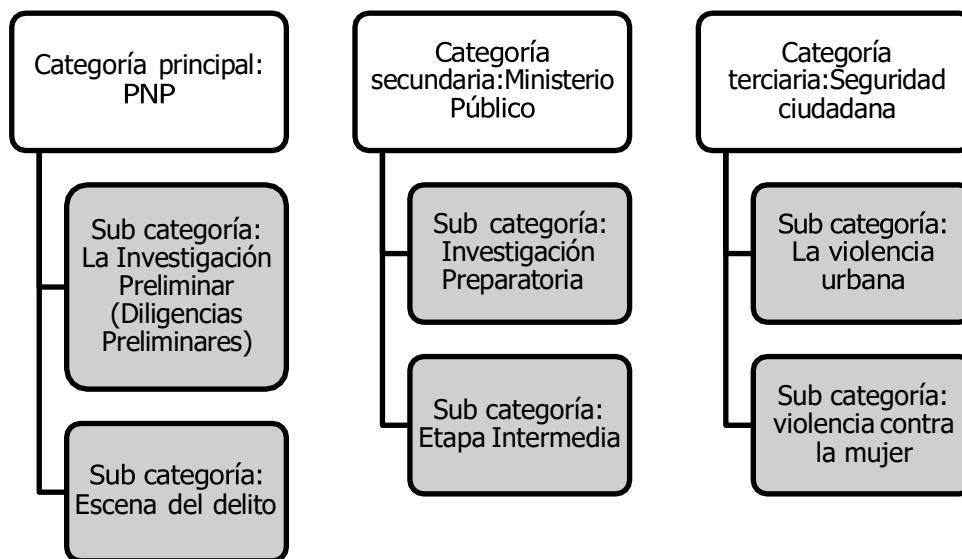 Categoría principal:
PNP
Sub categoría:
La Investigación
Preliminar
(Diligencias
Preliminares)
Sub categoría:
Escena del delito
Categoría
secundaria:Ministerio
Público
Sub categoría:
Investigación
Preparatoria
Sub categoría:
Etapa Intermedia
Categoría
terciaria:Seguridad
ciudadana
Sub categoría:
La violencia
urbana
Sub categoría:
violencia contra
la mujer